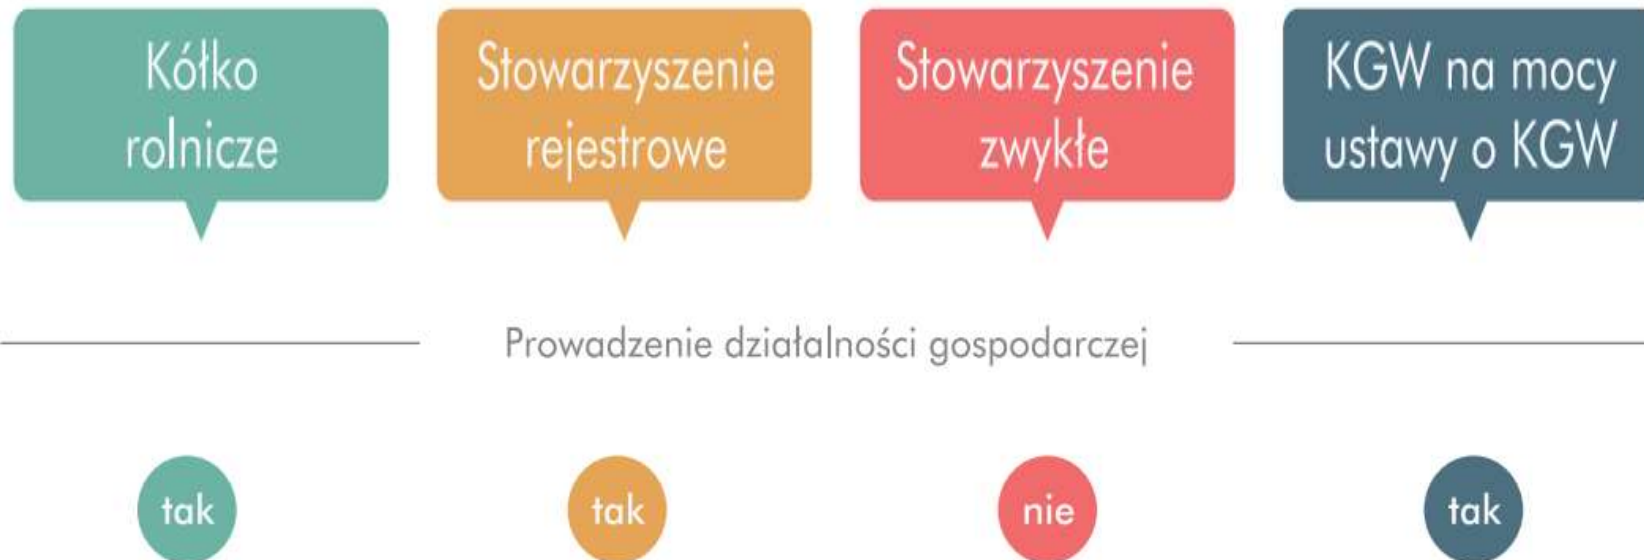 Kółko
rolnicze
Stowarzyszenie
rejestrowe
Stowarzyszenie
zwykłe
KGW na mocy
ustawy o KGW
Prowadzenie działalności gospodarczej
tak
tak
nie
tak